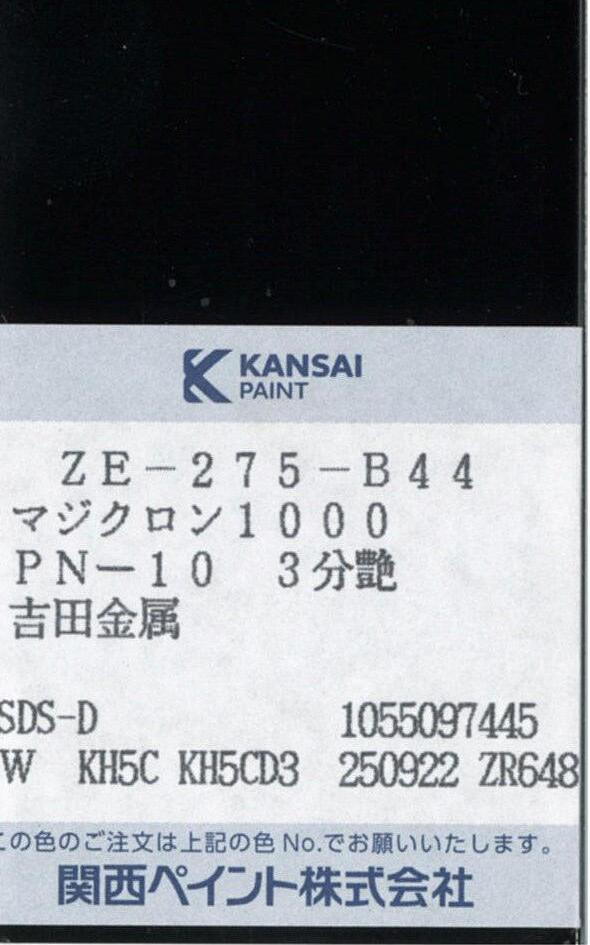 KANSAI
PAINT
ZE-275-B44
マジクロン1000
PN-10 3分艶
吉田金属
SDS-D 1055097445
W KH5C KH5CD3 250922 ZR648
この色のご注文は上記の色 No.でお願いいたします。
関西ペイント株式会社